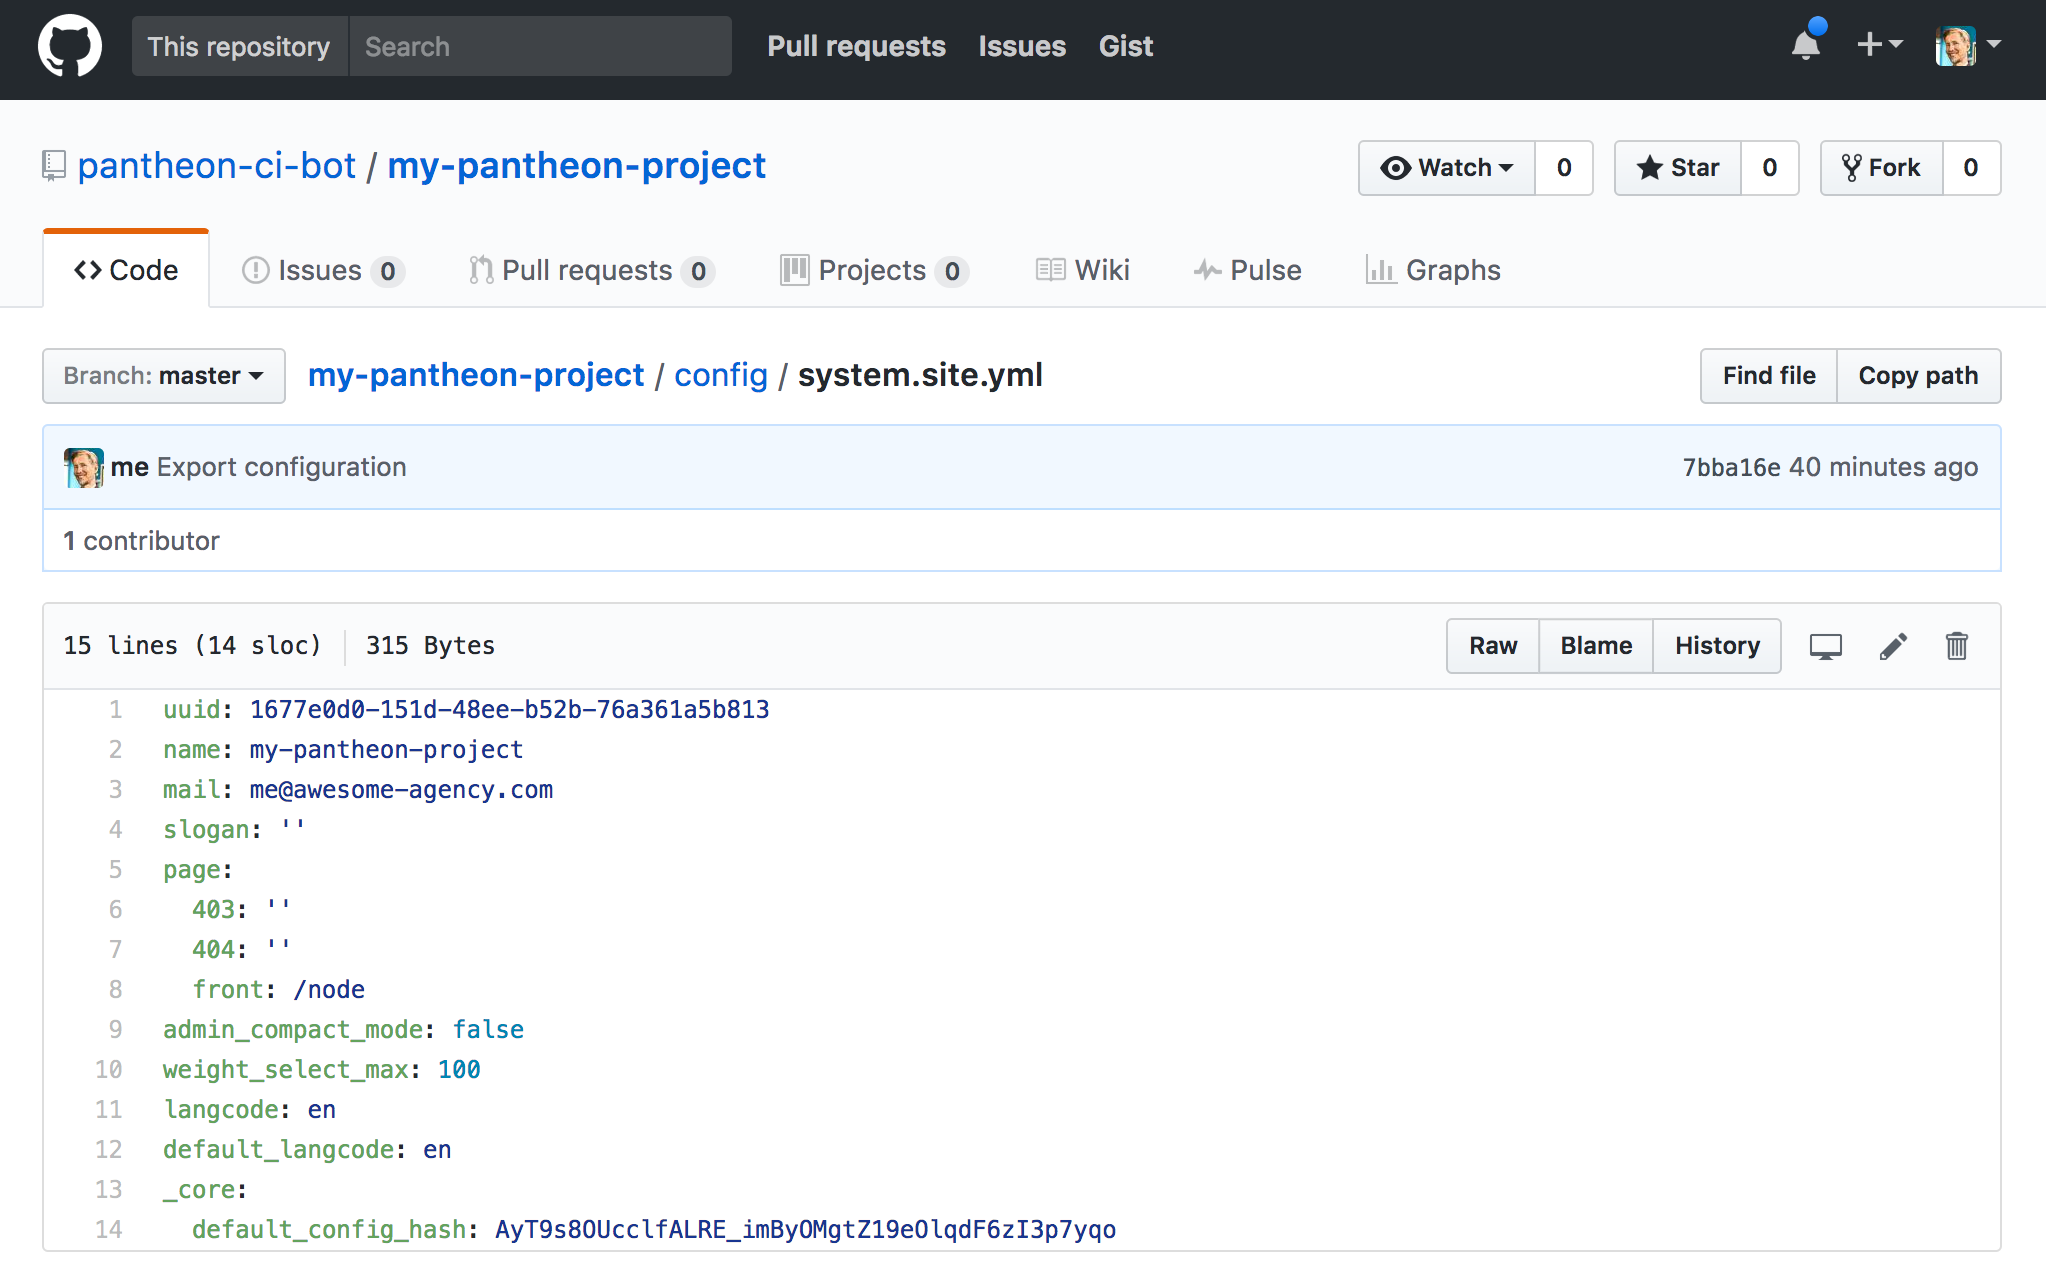 This repository Search Pull requests Issues Gist
pantheon-ci-bot / my-pantheon-project Watch 0 Star 0 Fork 0
Code Issues 0 Pull requests 0 Projects 0 Wiki Pulse Graphs
Branch: master my-pantheon-project / config / system.site.yml Find file Copy path
me Export configuration 7bba16e 40 minutes ago
1 contributor
15 lines (14 sloc) 315 Bytes Raw Blame History
1 uuid: 1677e0d0-151d-48ee-b52b-76a361a5b813
2 name: my-pantheon-project
3 mail: me@awesome-agency.com
4 slogan: ''
5 page:
6 403: ''
7 404: ''
8 front: /node
9 admin_compact_mode: false
10 weight_select_max: 100
11 langcode: en
12 default_langcode: en
13 _core:
14 default_config_hash: AyT9s8OUcclfALRE_imByOMgtZ19eOlqdF6zI3p7yqo